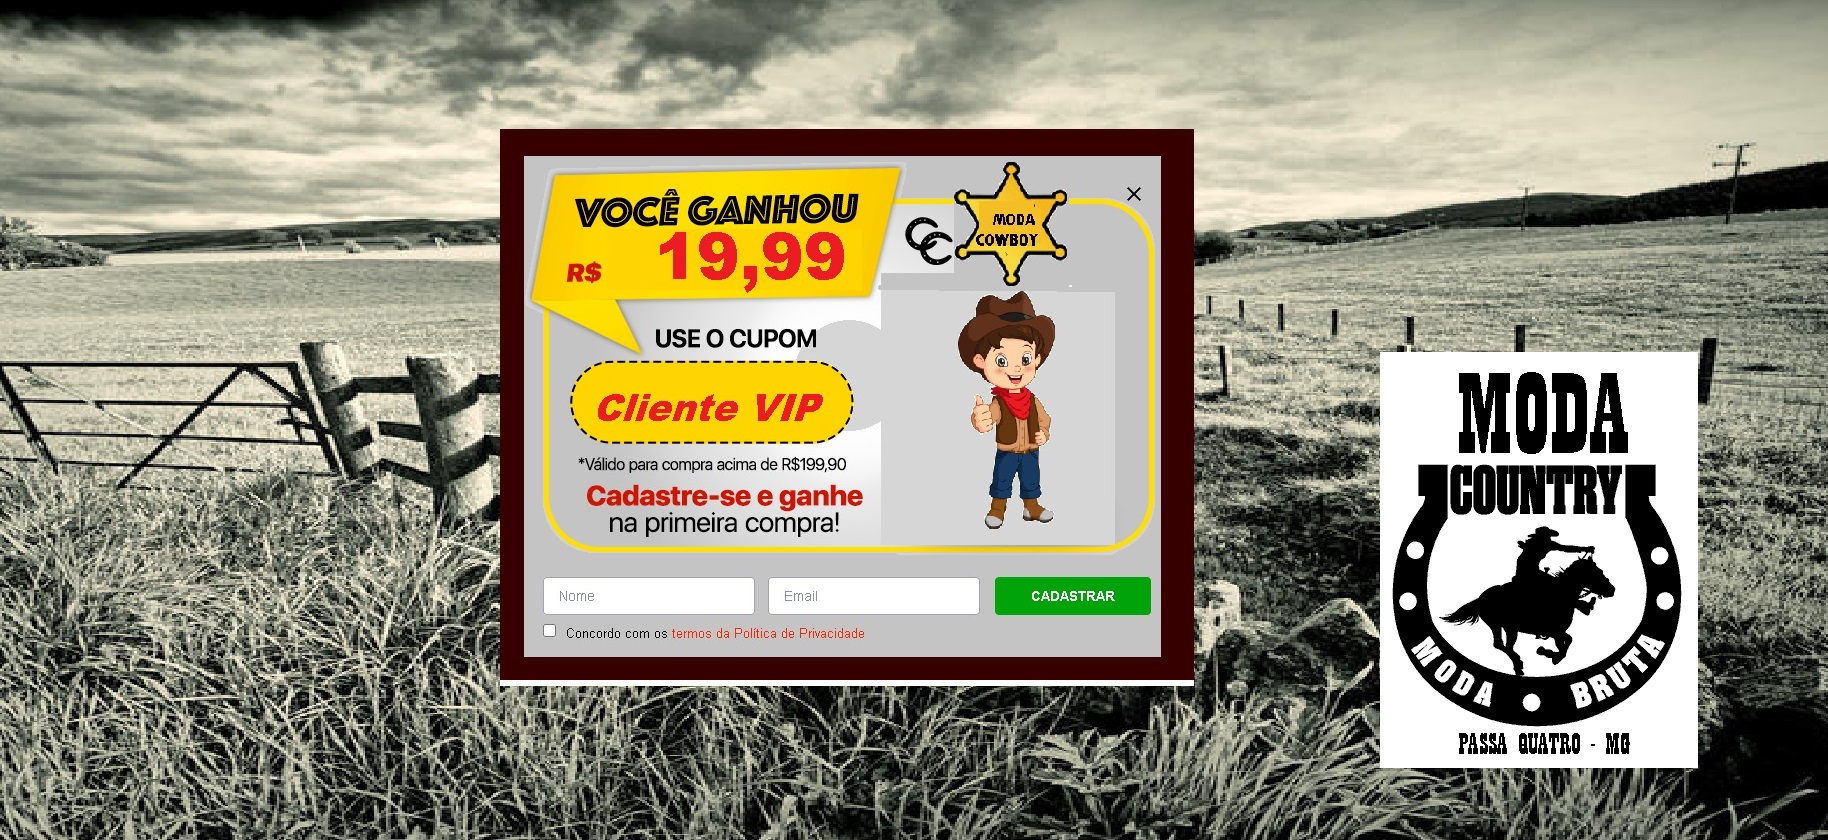 VOCÊ GANHOU
R$ 19,99
MODA
COWBOY
USE O CUPOM
Cliente VIP
*Válido para compra acima de R$199,90
Cadastre-se e ganhe
na primeira compra!
Nome
Email
CADASTRAR
Concordo com os termos da Política de Privacidade
MODA
COUNTRY
MODA BRUTA
PASSA QUATRO - MG